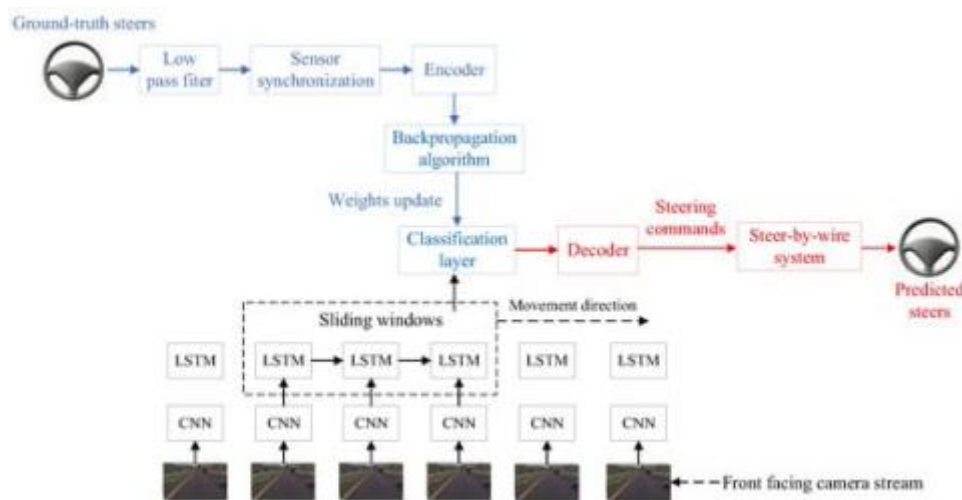 Ground-truth steers
Low
pass fiter
Sensor
synchronization
Encoder
Backpropagation
algorithm
Weights update
Classification
layer
Decoder
Steering
commands
Steer-by-wire
system
Predicted
steers
Sliding windows
Movement direction
LSTM LSTM LSTM LSTM LSTM LSTM
CNN CNN CNN CNN CNN CNN
Front facing camera stream